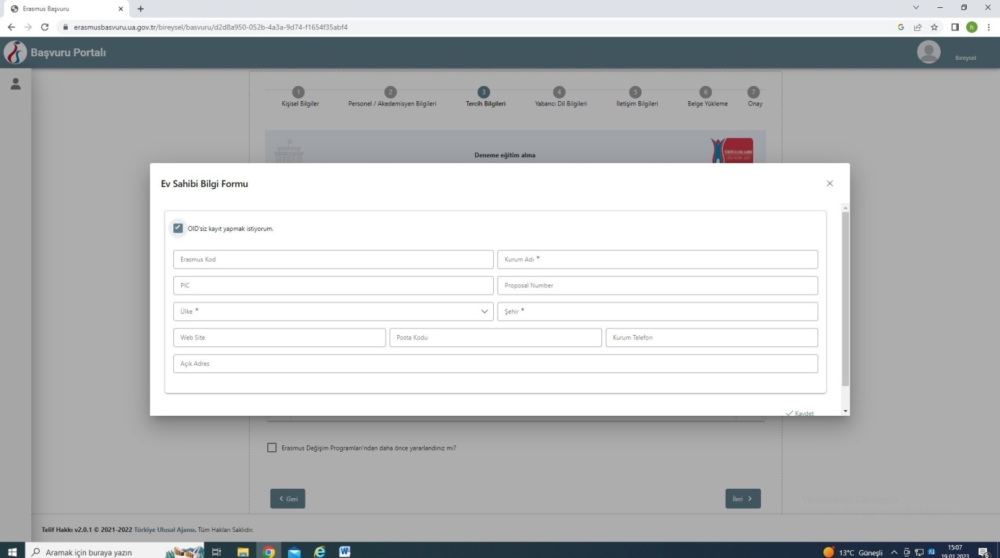 Erasmus Başvuru
erasmusbasvuru.ua.gov.tr/bireysel/basvuru/d2d8a950-052b-4a3a-9d74-f1654f35abf4
h
Başvuru Portalı
Bireysel
1 2 3 4 5 6 7
Kişisel Bilgiler Personel / Akedemisyen Bilgileri Tercih Bilgileri Yabancı Dil Bilgileri İletişim Bilgileri Belge Yükleme Onay
Deneme eğitim alma
Ev Sahibi Bilgi Formu
OID'siz kayıt yapmak istiyorum.
Erasmus Kod Kurum Adı *
PIC Proposal Number
Ülke * Şehir *
Web Site Posta Kodu Kurum Telefon
Açık Adres
Kaydet
Erasmus Değişim Programları'ndan daha önce yararlandınız mı?
Geri İleri
Telif Hakkı v2.0.1 © 2021-2022 Türkiye Ulusal Ajansı. Tüm Hakları Saklıdır.
Aramak için buraya yazın
13°C Güneşli
15:07
19.01.2023